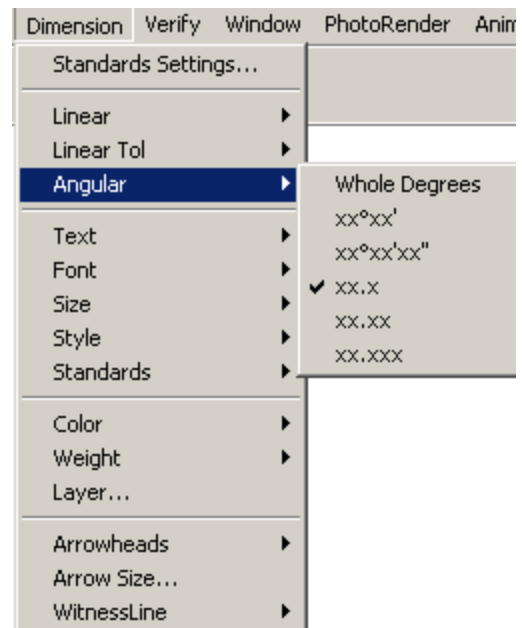 Dimension Verify Window PhotoRender Anim
Standards Settings...
Linear
Linear Tol
Angular
Whole Degrees
xx°xx'
xx°xx'xx"
xx.x
xx.xx
xx.xxx
Text
Font
Size
Style
Standards
Color
Weight
Layer...
Arrowheads
Arrow Size...
WitnessLine